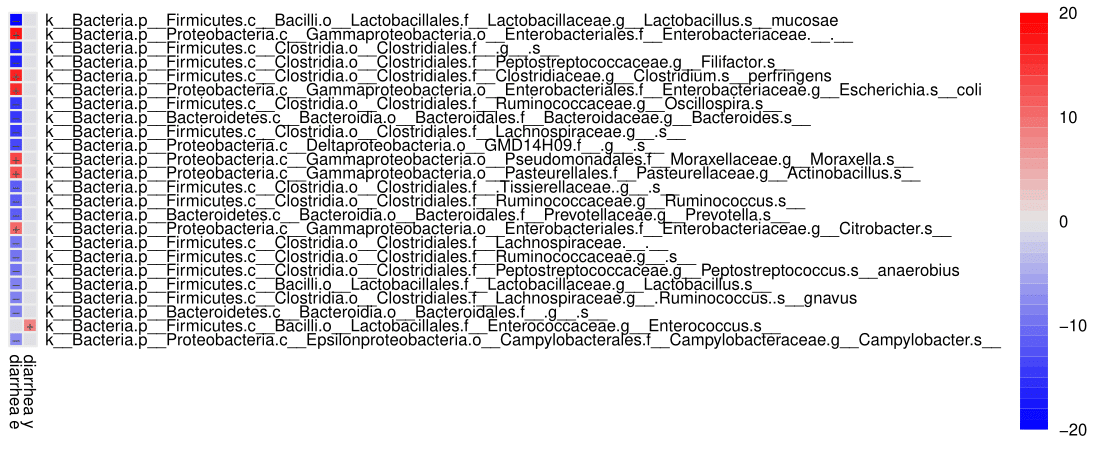 k__Bacteria.p__Firmicutes.c__Bacilli.o__Lactobacillales.f__Lactobacillaceae.g__Lactobacillus.s__mucosae
k__Bacteria.p__Proteobacteria.c__Gammaproteobacteria.o__Enterobacteriales.f__Enterobacteriaceae.__.__
k__Bacteria.p__Firmicutes.c__Clostridia.o__Clostridiales.f__.g__.s__
k__Bacteria.p__Firmicutes.c__Clostridia.o__Clostridiales.f__Peptostreptococcaceae.g__Filifactor.s__
k__Bacteria.p__Firmicutes.c__Clostridia.o__Clostridiales.f__Clostridiaceae.g__Clostridium.s__perfringens
k__Bacteria.p__Proteobacteria.c__Gammaproteobacteria.o__Enterobacteriales.f__Enterobacteriaceae.g__Escherichia.s__coli
k__Bacteria.p__Firmicutes.c__Clostridia.o__Clostridiales.f__Ruminococcaceae.g__Oscillospira.s__
k__Bacteria.p__Bacteroidetes.c__Bacteroidia.o__Bacteroidales.f__Bacteroidaceae.g__Bacteroides.s__
k__Bacteria.p__Firmicutes.c__Clostridia.o__Clostridiales.f__Lachnospiraceae.g__.s__
k__Bacteria.p__Proteobacteria.c__Deltaproteobacteria.o__GMD14H09.f__.g__.s__
k__Bacteria.p__Proteobacteria.c__Gammaproteobacteria.o__Pseudomonadales.f__Moraxellaceae.g__Moraxella.s__
k__Bacteria.p__Proteobacteria.c__Gammaproteobacteria.o__Pasteurellales.f__Pasteurellaceae.g__Actinobacillus.s__
k__Bacteria.p__Firmicutes.c__Clostridia.o__Clostridiales.f__.Tissierellaceae..g__.s__
k__Bacteria.p__Firmicutes.c__Clostridia.o__Clostridiales.f__Ruminococcaceae.g__Ruminococcus.s__
k__Bacteria.p__Bacteroidetes.c__Bacteroidia.o__Bacteroidales.f__Prevotellaceae.g__Prevotella.s__
k__Bacteria.p__Proteobacteria.c__Gammaproteobacteria.o__Enterobacteriales.f__Enterobacteriaceae.g__Citrobacter.s__
k__Bacteria.p__Firmicutes.c__Clostridia.o__Clostridiales.f__Lachnospiraceae.__.__
k__Bacteria.p__Firmicutes.c__Clostridia.o__Clostridiales.f__Ruminococcaceae.g__.s__
k__Bacteria.p__Firmicutes.c__Clostridia.o__Clostridiales.f__Peptostreptococcaceae.g__Peptostreptococcus.s__anaerobius
k__Bacteria.p__Firmicutes.c__Bacilli.o__Lactobacillales.f__Lactobacillaceae.g__Lactobacillus.s__
k__Bacteria.p__Firmicutes.c__Clostridia.o__Clostridiales.f__Lachnospiraceae.g__.Ruminococcus..s__gnavus
k__Bacteria.p__Bacteroidetes.c__Bacteroidia.o__Bacteroidales.f__.g__.s__
k__Bacteria.p__Firmicutes.c__Bacilli.o__Lactobacillales.f__Enterococcaceae.g__Enterococcus.s__
k__Bacteria.p__Proteobacteria.c__Epsilonproteobacteria.o__Campylobacterales.f__Campylobacteraceae.g__Campylobacter.s__
diarrhea e
diarrhea y
20
10
0
−10
−20